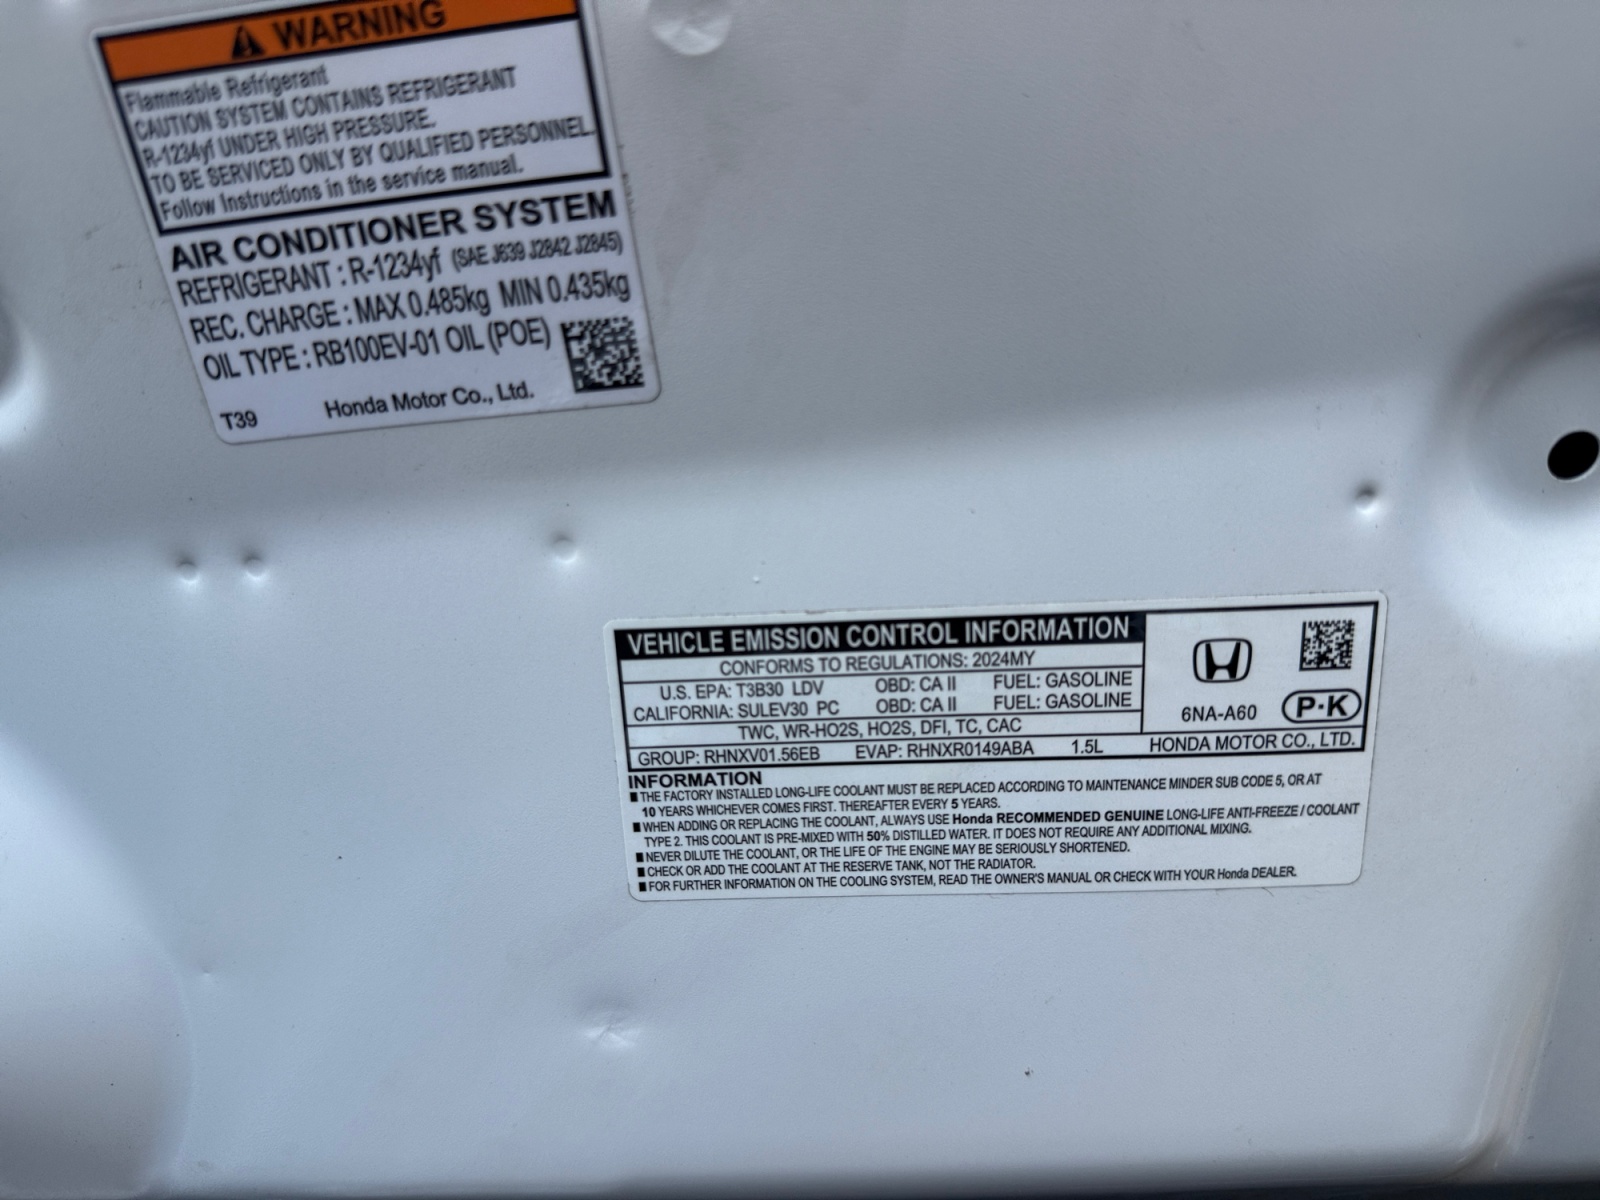 WARNING
Flammable Refrigerant
CAUTION SYSTEM CONTAINS REFRIGERANT
R-1234yf UNDER HIGH PRESSURE.
TO BE SERVICED ONLY BY QUALIFIED PERSONNEL.
Follow Instructions in the service manual.
AIR CONDITIONER SYSTEM
REFRIGERANT : R-1234yf (SAE J639 J2842 J2845)
REC. CHARGE : MAX 0.485kg MIN 0.435kg
OIL TYPE : RB100EV-01 OIL (POE)
T39 Honda Motor Co., Ltd.
VEHICLE EMISSION CONTROL INFORMATION
CONFORMS TO REGULATIONS: 2024MY
U.S. EPA: T3B30 LDV OBD: CA II FUEL: GASOLINE
CALIFORNIA: SULEV30 PC OBD: CA II FUEL: GASOLINE
TWC, WR-HO2S, HO2S, DFI, TC, CAC
GROUP: RHNXV01.56EB EVAP: RHNXR0149ABA 1.5L
6NA-A60 P·K
HONDA MOTOR CO., LTD.
INFORMATION
■ THE FACTORY INSTALLED LONG-LIFE COOLANT MUST BE REPLACED ACCORDING TO MAINTENANCE MINDER SUB CODE 5, OR AT
10 YEARS WHICHEVER COMES FIRST. THEREAFTER EVERY 5 YEARS.
■ WHEN ADDING OR REPLACING THE COOLANT, ALWAYS USE Honda RECOMMENDED GENUINE LONG-LIFE ANTI-FREEZE / COOLANT
TYPE 2. THIS COOLANT IS PRE-MIXED WITH 50% DISTILLED WATER. IT DOES NOT REQUIRE ANY ADDITIONAL MIXING.
■ NEVER DILUTE THE COOLANT, OR THE LIFE OF THE ENGINE MAY BE SERIOUSLY SHORTENED.
■ CHECK OR ADD THE COOLANT AT THE RESERVE TANK, NOT THE RADIATOR.
■ FOR FURTHER INFORMATION ON THE COOLING SYSTEM, READ THE OWNER'S MANUAL OR CHECK WITH YOUR Honda DEALER.